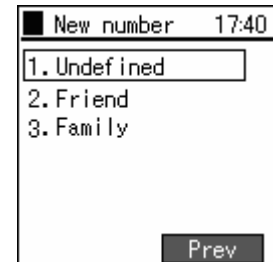 New number 17:40
1.Undefined
2.Friend
3.Family
Prev